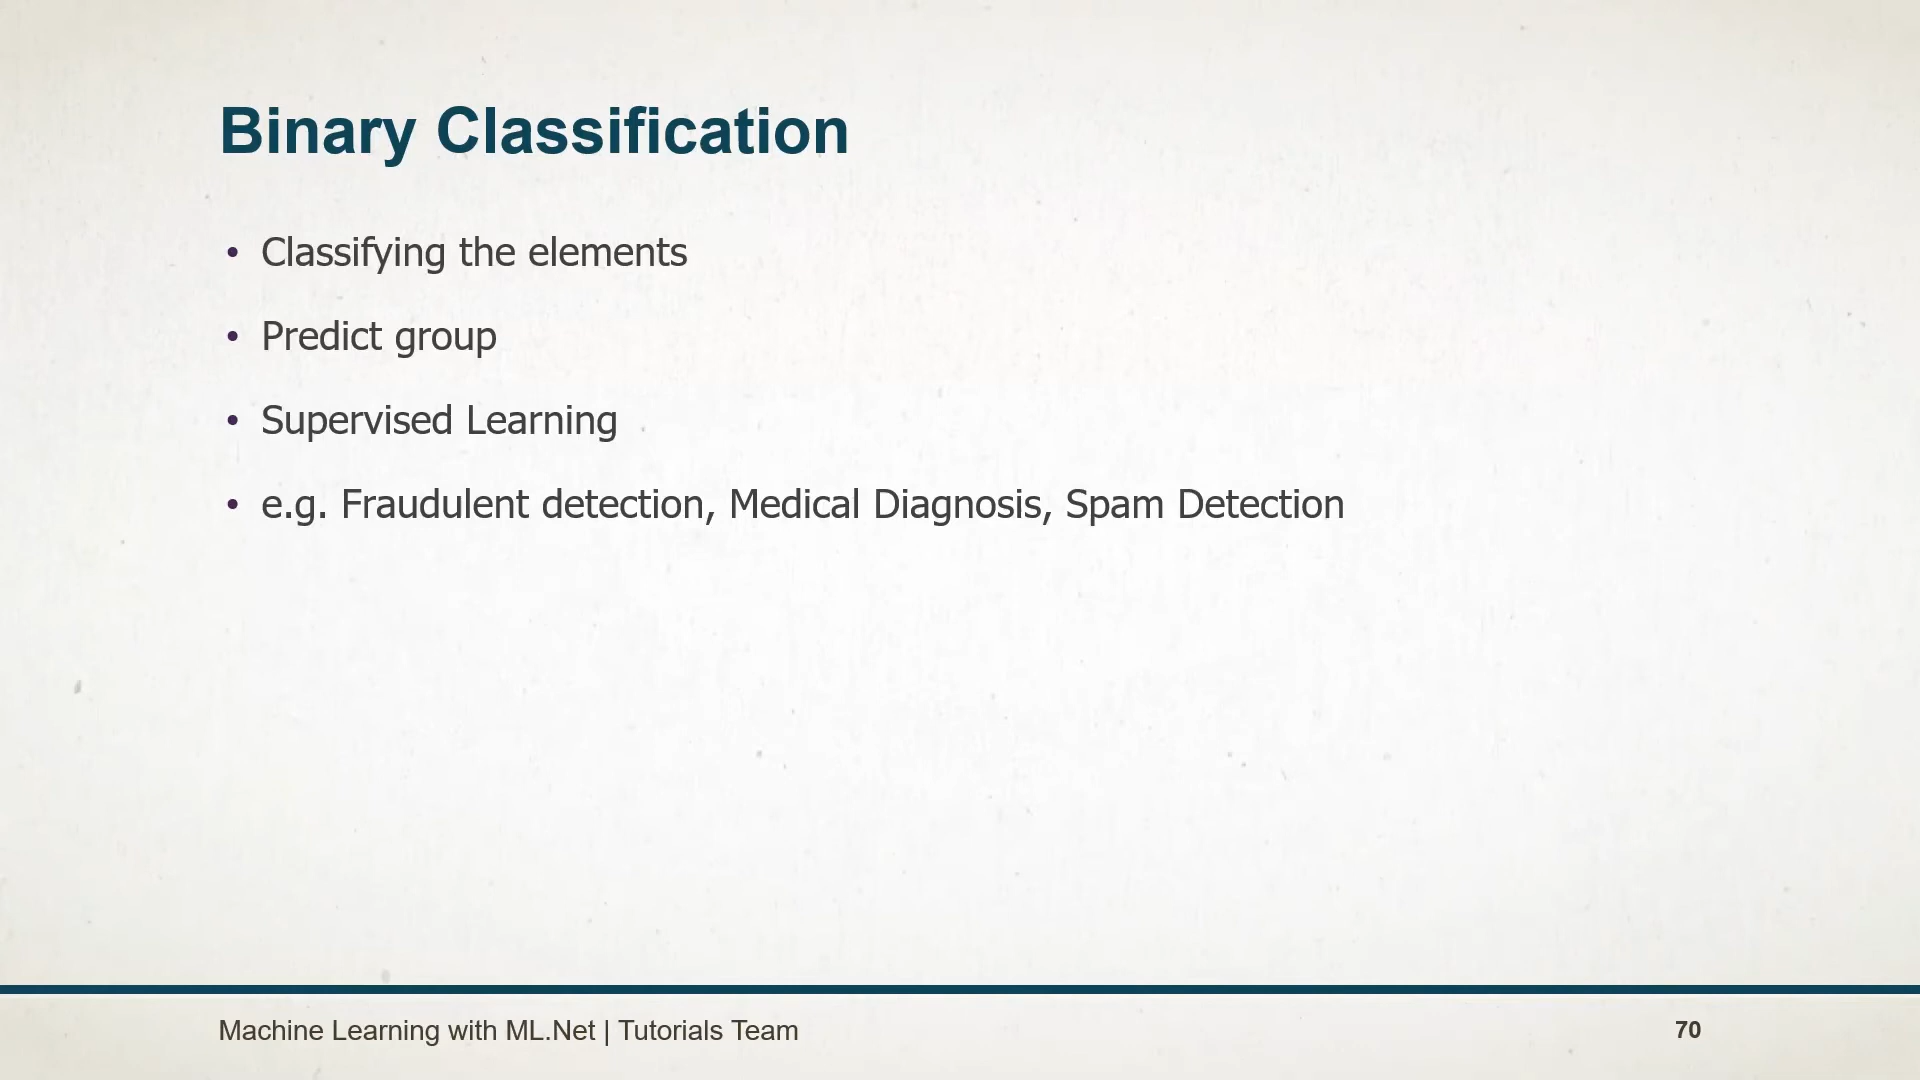 Binary Classification
• Classifying the elements
• Predict group
• Supervised Learning
• e.g. Fraudulent detection, Medical Diagnosis, Spam Detection
Machine Learning with ML.Net | Tutorials Team
70